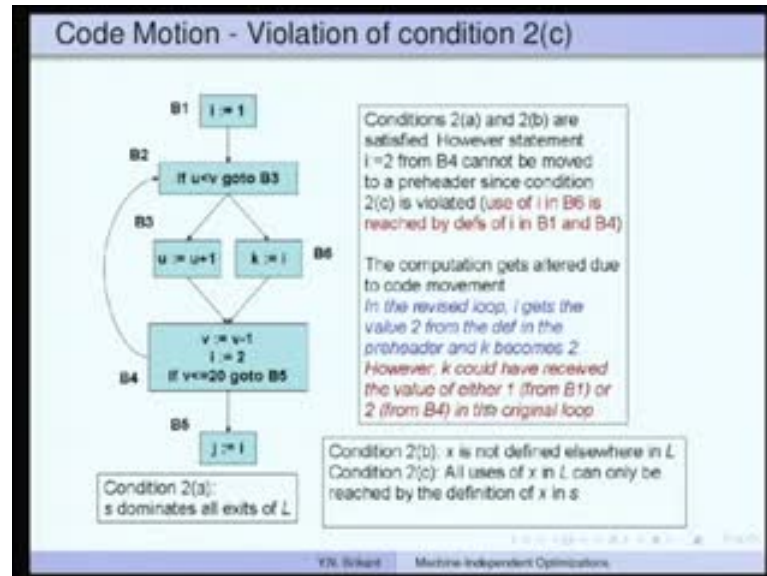 Code Motion - Violation of condition 2(c)
B1
i := 1
B2
If u<v goto B3
B3
u := u+1
k := i
B6
v := v-1
i := 2
If v<=20 goto B5
B4
B5
j := i
Condition 2(a):
s dominates all exits of L
Conditions 2(a) and 2(b) are
satisfied. However statement
i :=2 from B4 cannot be moved
to a preheader since condition
2(c) is violated (use of i in B6 is
reached by defs of i in B1 and B4)
The computation gets altered due
to code movement
In the revised loop, i gets the
value 2 from the def in the
preheader and k becomes 2.
However, k could have received
the value of either 1 (from B1) or
2 (from B4) in the original loop
Condition 2(b): x is not defined elsewhere in L
Condition 2(c): All uses of x in L can only be
reached by the definition of x in s
Y.N. Srikant
Machine-Independent Optimizations